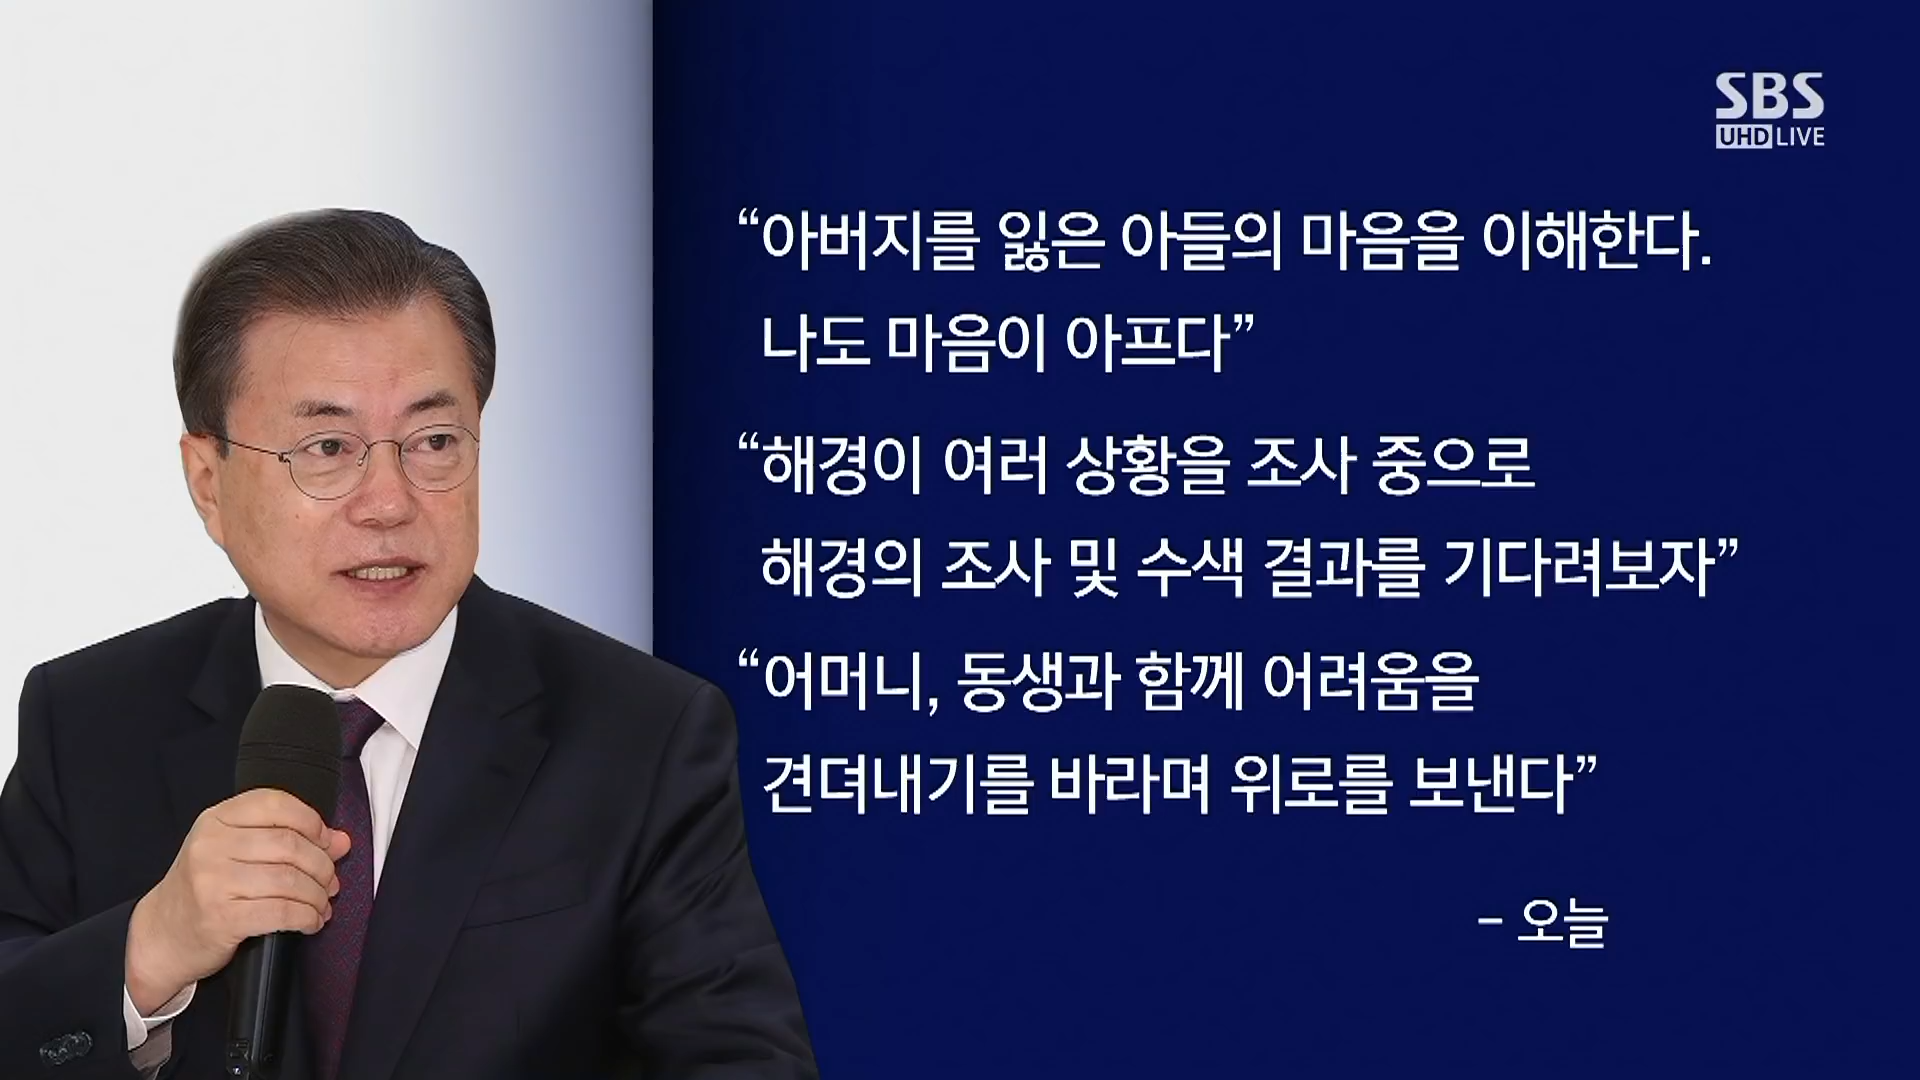 SBS
UHD LIVE
“아버지를 잃은 아들의 마음을 이해한다.
나도 마음이 아프다”
“해경이 여러 상황을 조사 중으로
해경의 조사 및 수색 결과를 기다려보자”
“어머니, 동생과 함께 어려움을
견뎌내기를 바라며 위로를 보낸다”
- 오늘